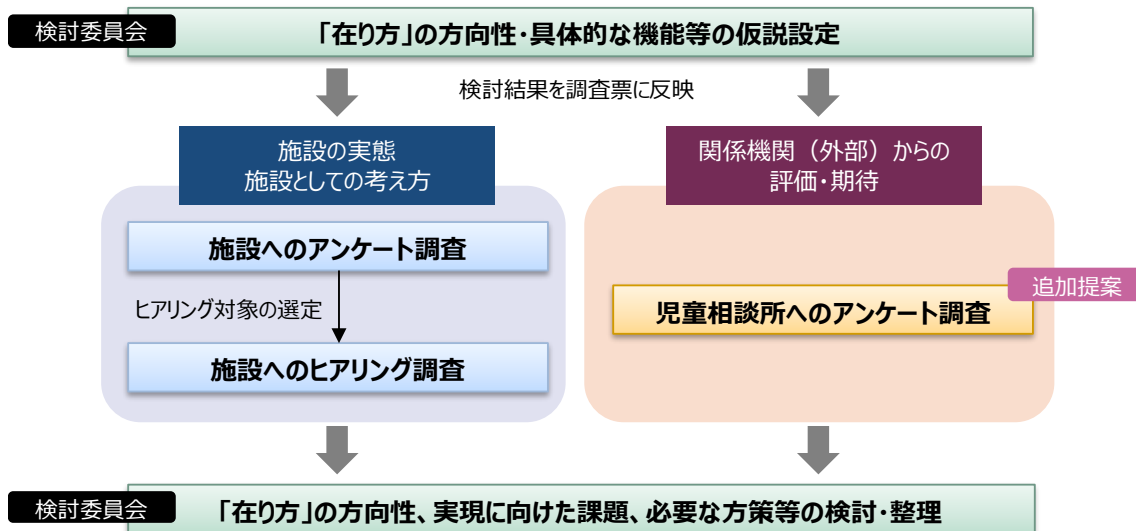 検討委員会
「在り方」の方向性・具体的な機能等の仮説設定
検討結果を調査票に反映
施設の実態
施設としての考え方
関係機関（外部）からの
評価・期待
施設へのアンケート調査
ヒアリング対象の選定
施設へのヒアリング調査
追加提案
児童相談所へのアンケート調査
検討委員会
「在り方」の方向性、実現に向けた課題、必要な方策等の検討・整理